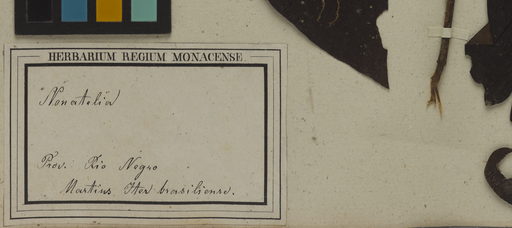 HERBARIUM REGIUM MONACENSE
Nonatelia
Prov. Rio Negro
Martius Iter brasiliense.